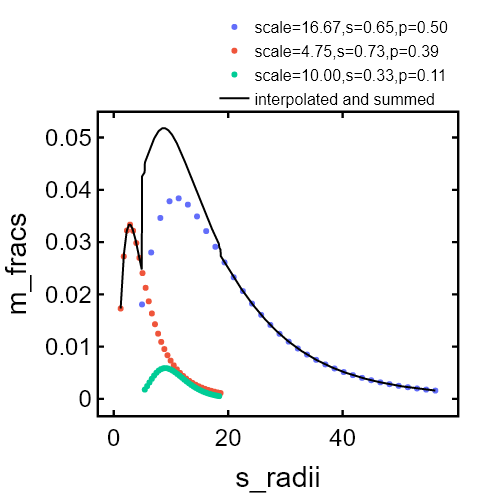 scale=16.67,s=0.65,p=0.50
scale=4.75,s=0.73,p=0.39
scale=10.00,s=0.33,p=0.11
interpolated and summed
0.05
0.04
0.03
0.02
0.01
0
m_fracs
0 20 40
s_radii